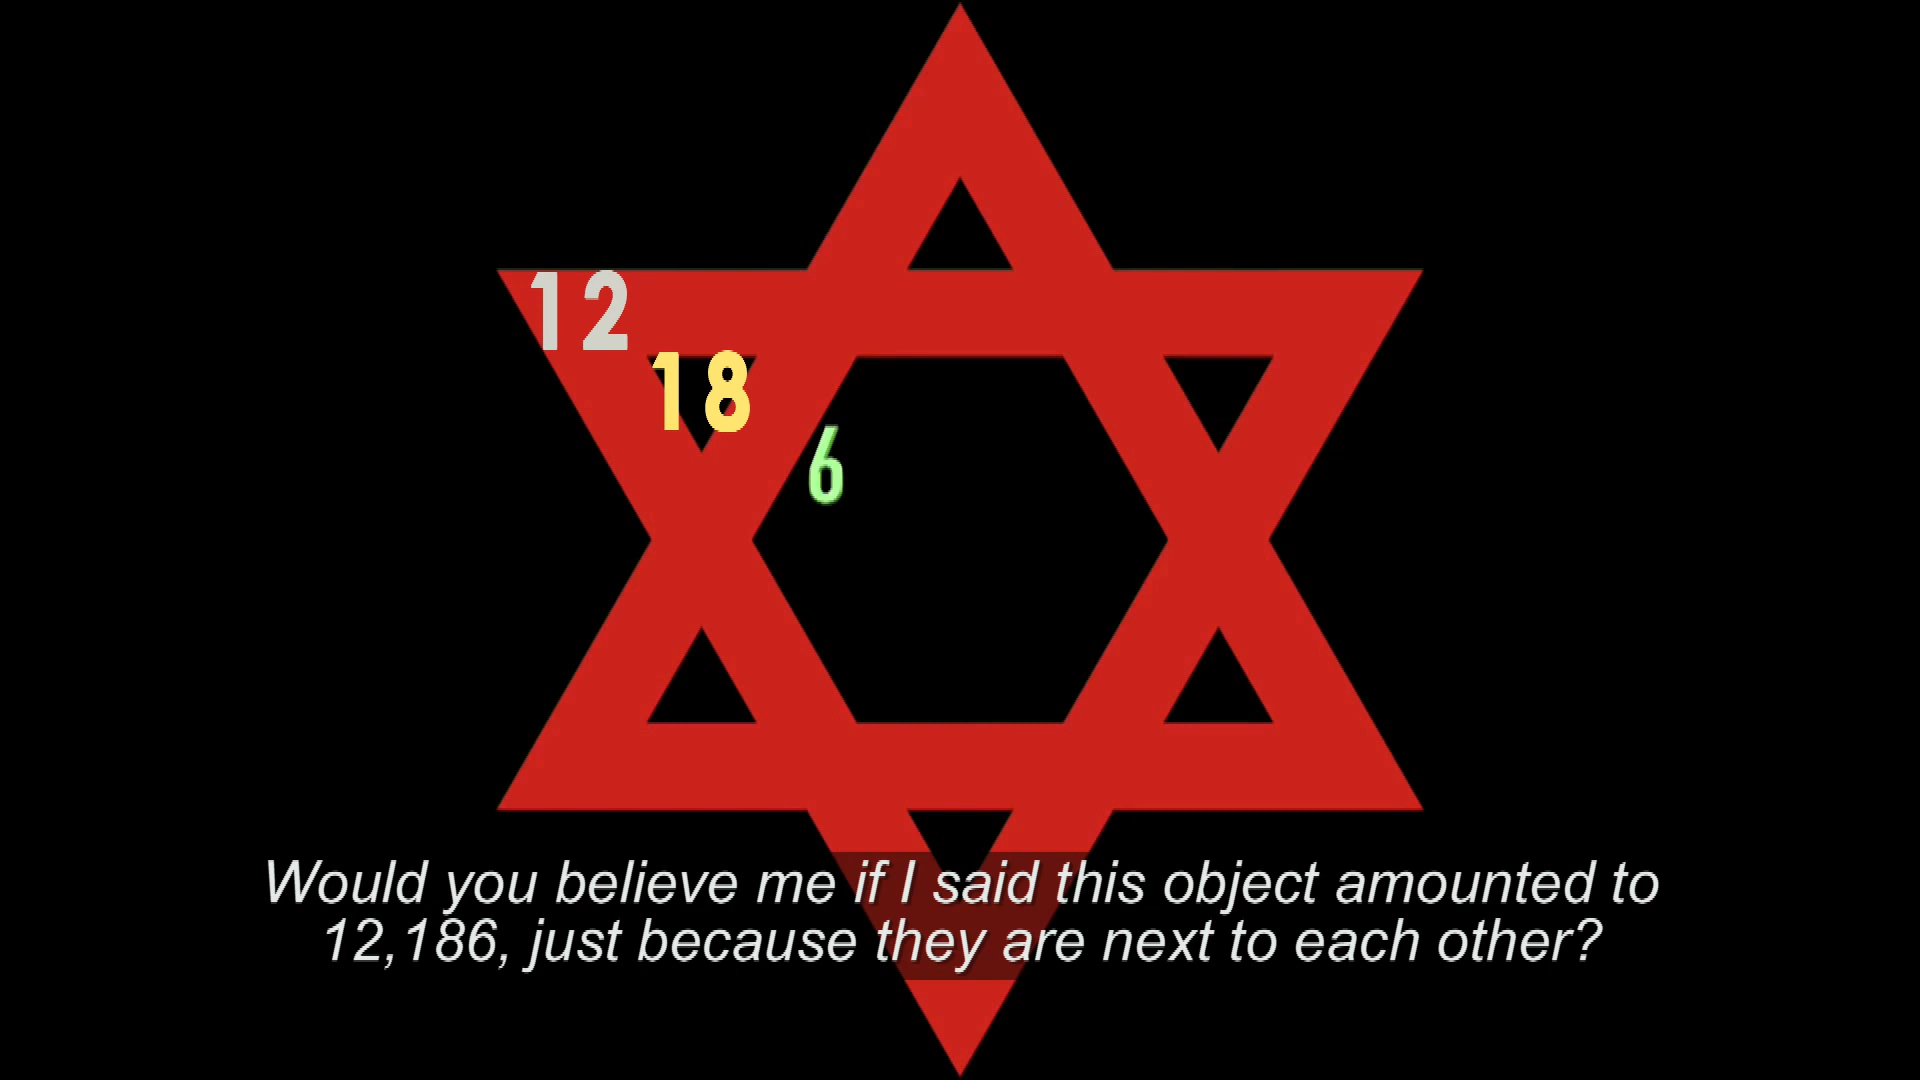 12
18
6
Would you believe me if I said this object amounted to
12,186, just because they are next to each other?